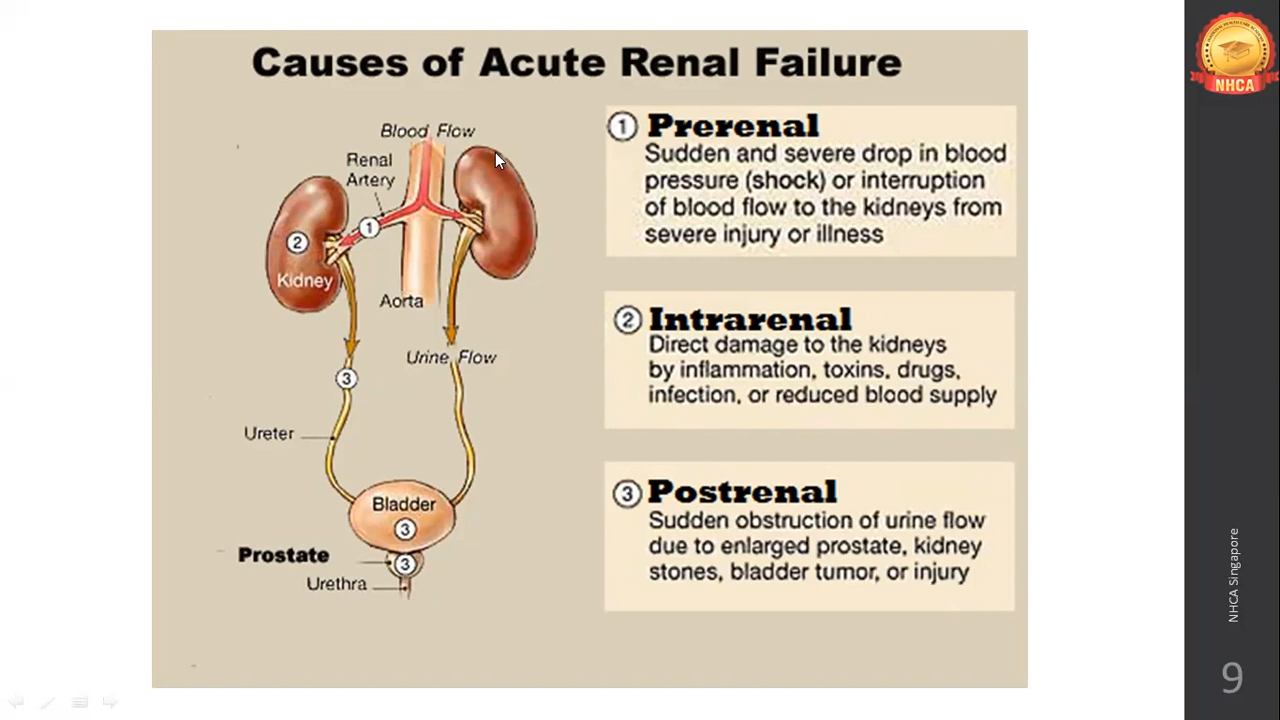 Causes of Acute Renal Failure
Blood Flow
Renal
Artery
1
2
Kidney
Aorta
Urine Flow
3
Ureter
Bladder
3
Prostate
3
Urethra
1 Prerenal
Sudden and severe drop in blood
pressure (shock) or interruption
of blood flow to the kidneys from
severe injury or illness
2 Intrarenal
Direct damage to the kidneys
by inflammation, toxins, drugs,
infection, or reduced blood supply
3 Postrenal
Sudden obstruction of urine flow
due to enlarged prostate, kidney
stones, bladder tumor, or injury
NHCA
NHCA Singapore
9